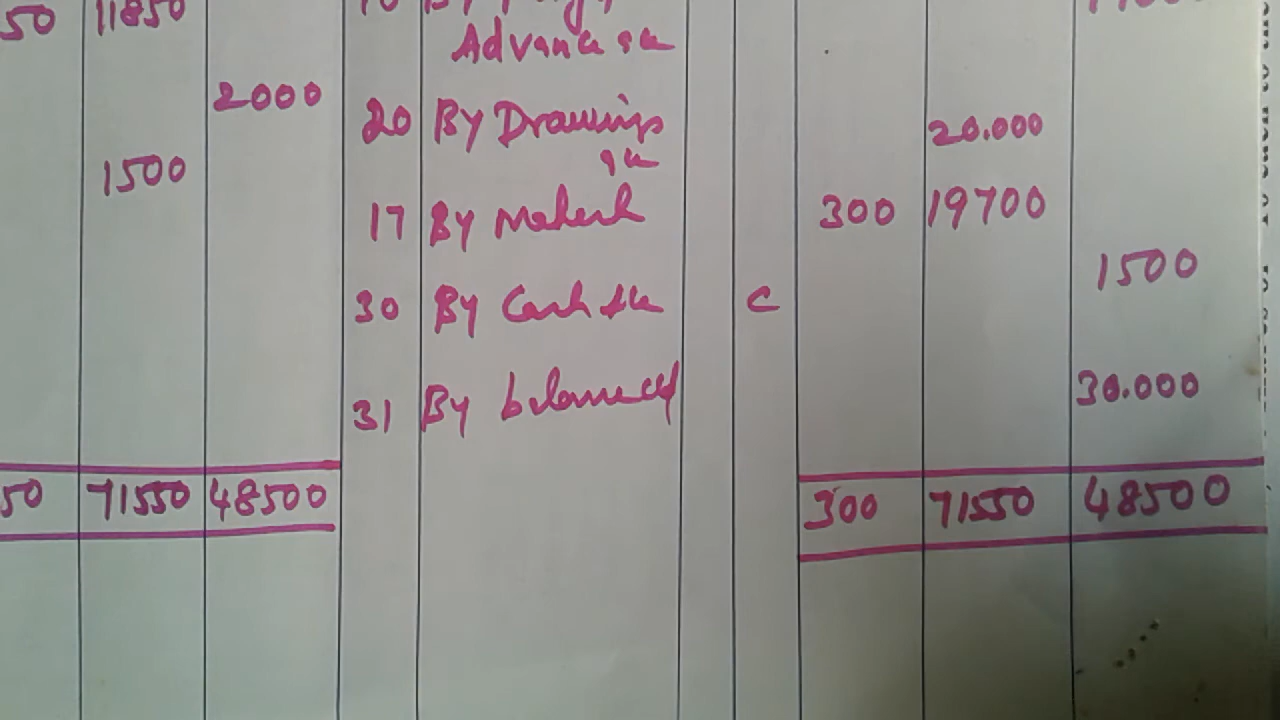 50 11850
Advance a/c
2000
20 By Drawings 20.000
a/c
1500
17 By Mahesh 300 19700
1500
30 By Cash a/c C
30.000
31 By balance c/d
50 71550 48500 300 71550 48500